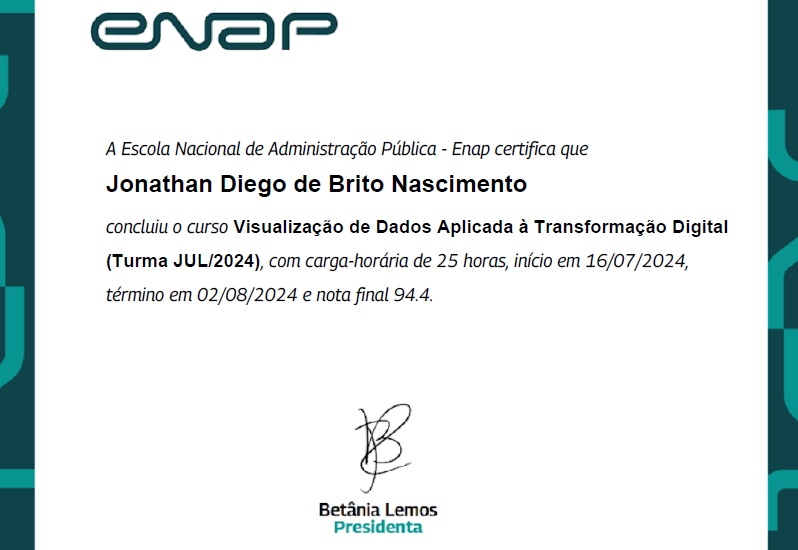 enap
A Escola Nacional de Administração Pública - Enap certifica que
Jonathan Diego de Brito Nascimento
concluiu o curso Visualização de Dados Aplicada à Transformação Digital
(Turma JUL/2024), com carga-horária de 25 horas, início em 16/07/2024,
término em 02/08/2024 e nota final 94.4.
Betânia Lemos
Presidenta